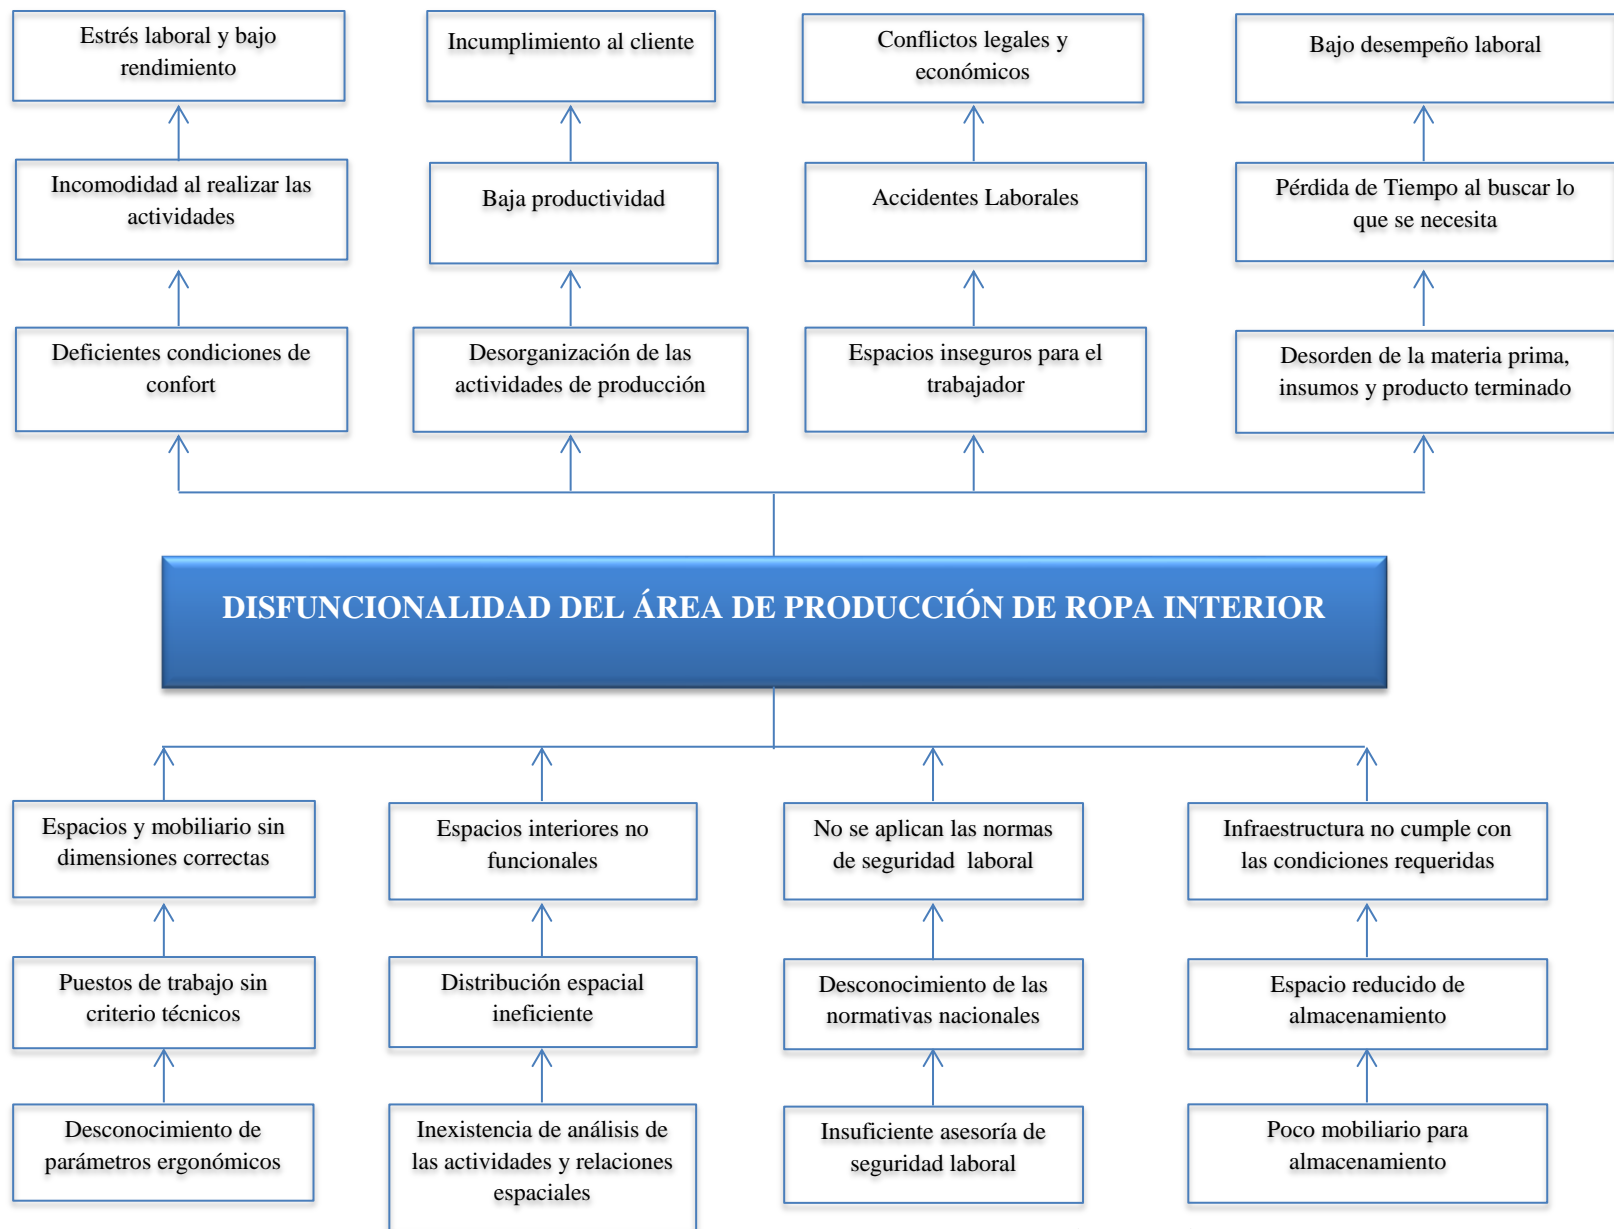 Estrés laboral y bajo
rendimiento
Incumplimiento al cliente
Conflictos legales y
económicos
Bajo desempeño laboral
Incomodidad al realizar las
actividades
Baja productividad
Accidentes Laborales
Pérdida de Tiempo al buscar lo
que se necesita
Deficientes condiciones de
confort
Desorganización de las
actividades de producción
Espacios inseguros para el
trabajador
Desorden de la materia prima,
insumos y producto terminado
DISFUNCIONALIDAD DEL ÁREA DE PRODUCCIÓN DE ROPA INTERIOR
Espacios y mobiliario sin
dimensiones correctas
Espacios interiores no
funcionales
No se aplican las normas
de seguridad laboral
Infraestructura no cumple con
las condiciones requeridas
Puestos de trabajo sin
criterio técnicos
Distribución espacial
ineficiente
Desconocimiento de las
normativas nacionales
Espacio reducido de
almacenamiento
Desconocimiento de
parámetros ergonómicos
Inexistencia de análisis de
las actividades y relaciones
espaciales
Insuficiente asesoría de
seguridad laboral
Poco mobiliario para
almacenamiento